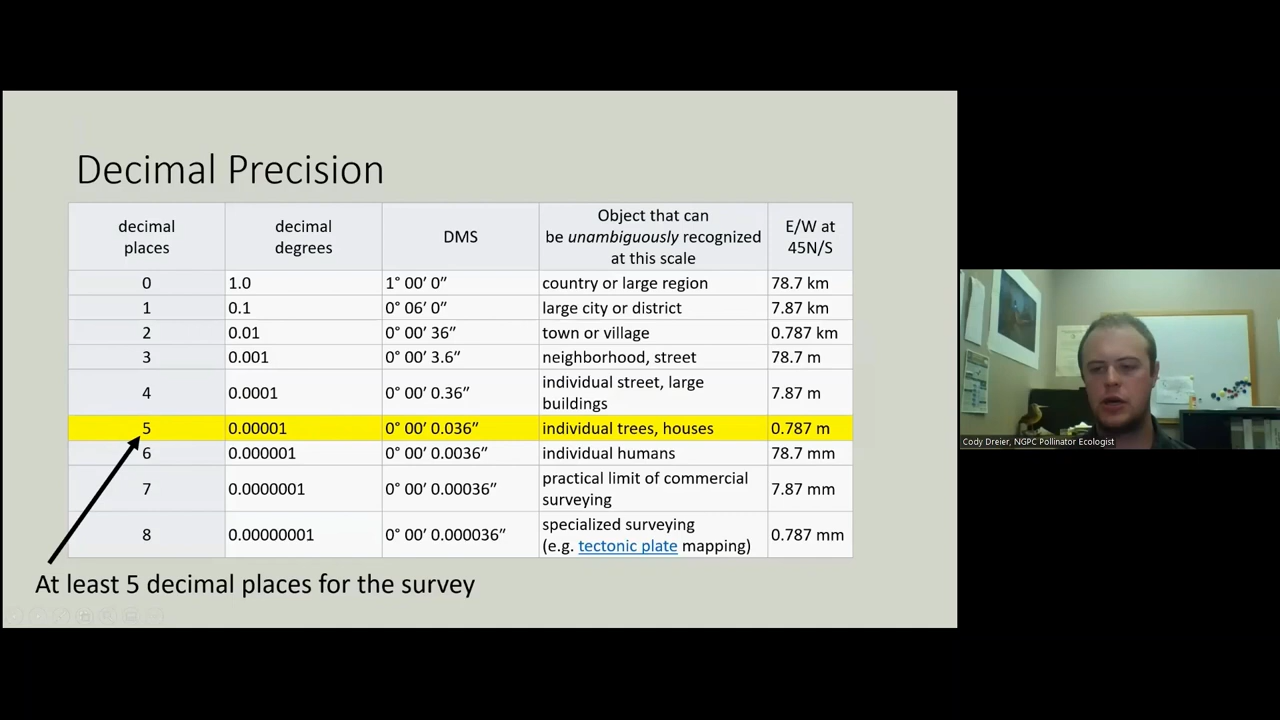 Decimal Precision
decimal places decimal degrees DMS Object that can be unambiguously recognized at this scale E/W at 45N/S
0 1.0 1° 00′ 0″ country or large region 78.7 km
1 0.1 0° 06′ 0″ large city or district 7.87 km
2 0.01 0° 00′ 36″ town or village 0.787 km
3 0.001 0° 00′ 3.6″ neighborhood, street 78.7 m
4 0.0001 0° 00′ 0.36″ individual street, large buildings 7.87 m
5 0.00001 0° 00′ 0.036″ individual trees, houses 0.787 m
6 0.000001 0° 00′ 0.0036″ individual humans 78.7 mm
7 0.0000001 0° 00′ 0.00036″ practical limit of commercial surveying 7.87 mm
8 0.00000001 0° 00′ 0.000036″ specialized surveying (e.g. tectonic plate mapping) 0.787 mm
At least 5 decimal places for the survey
Cody Dreier, NGPC Pollinator Ecologist